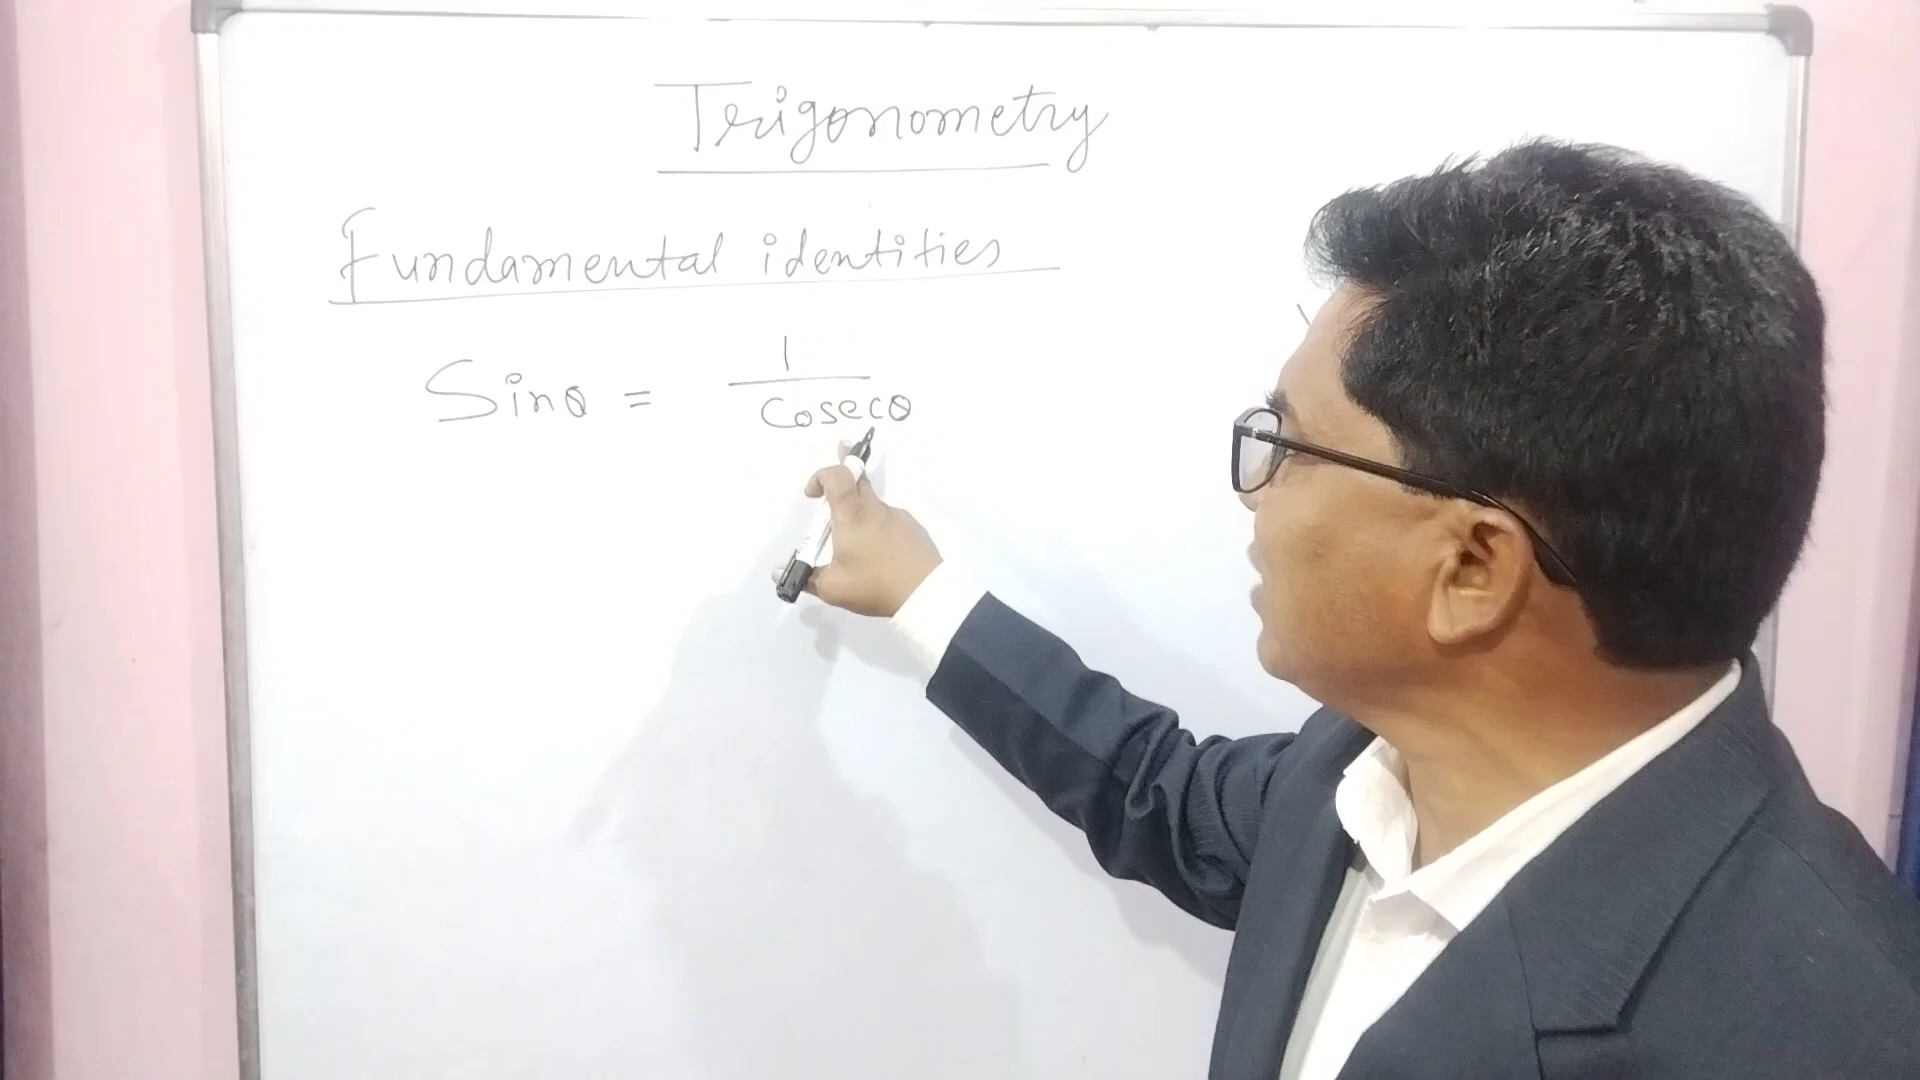 Trigonometry
Fundamental identities
Sinθ = 1/Cosecθ